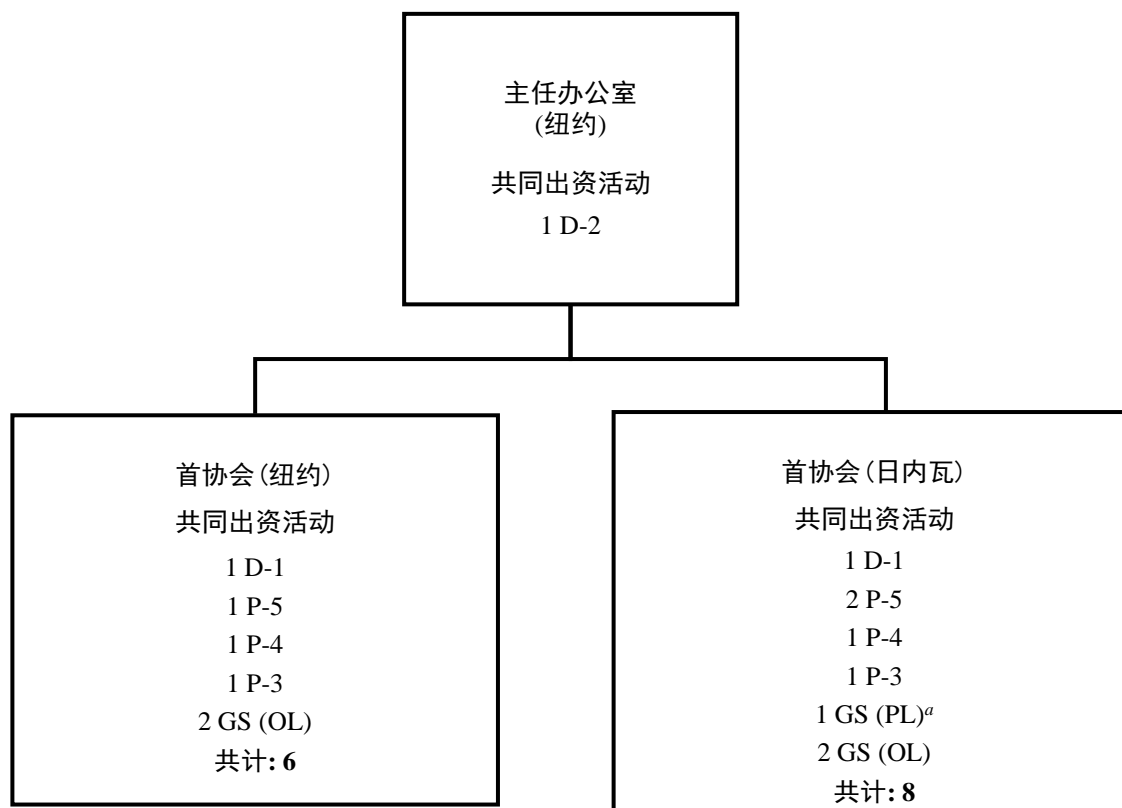 主任办公室
(纽约)
共同出资活动
1 D-2
首协会(纽约)
共同出资活动
1 D-1
1 P-5
1 P-4
1 P-3
2 GS (OL)
共计: 6
首协会(日内瓦)
共同出资活动
1 D-1
2 P-5
1 P-4
1 P-3
1 GS (PL)a
2 GS (OL)
共计: 8